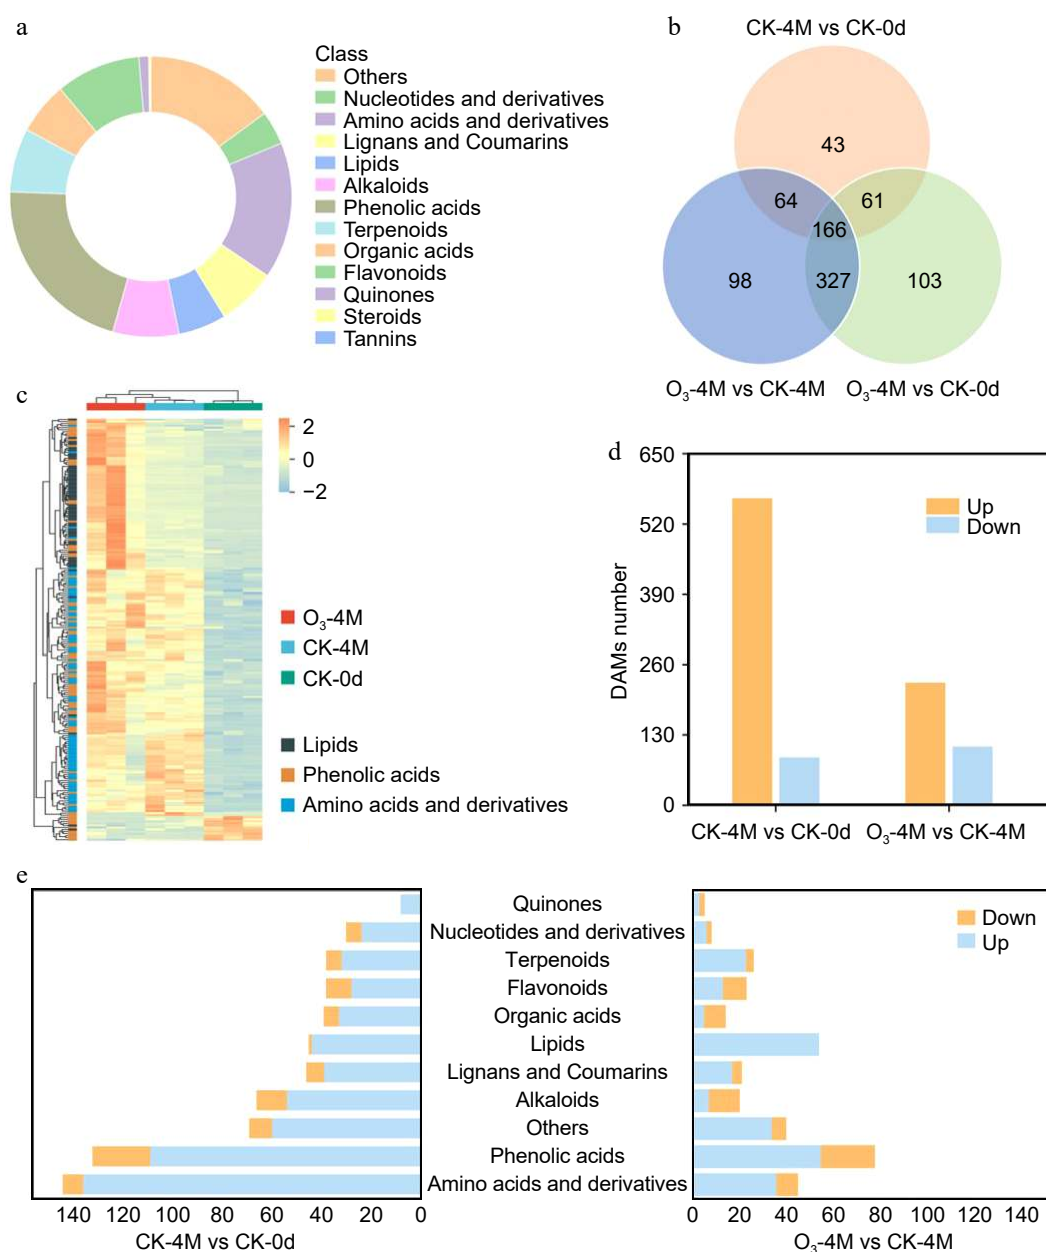 a
Class
Others
Nucleotides and derivatives
Amino acids and derivatives
Lignans and Coumarins
Lipids
Alkaloids
Phenolic acids
Terpenoids
Organic acids
Flavonoids
Quinones
Steroids
Tannins
b
CK-4M vs CK-0d
43
64
61
166
98
327
103
O₃-4M vs CK-4M
O₃-4M vs CK-0d
c
2
0
−2
O₃-4M
CK-4M
CK-0d
Lipids
Phenolic acids
Amino acids and derivatives
d
650
520
390
260
130
0
DAMs number
Up
Down
CK-4M vs CK-0d
O₃-4M vs CK-4M
e
Quinones
Nucleotides and derivatives
Terpenoids
Flavonoids
Organic acids
Lipids
Lignans and Coumarins
Alkaloids
Others
Phenolic acids
Amino acids and derivatives
Down
Up
140 120 100 80 60 40 20 0
CK-4M vs CK-0d
0 20 40 60 80 100 120 140
O₃-4M vs CK-4M